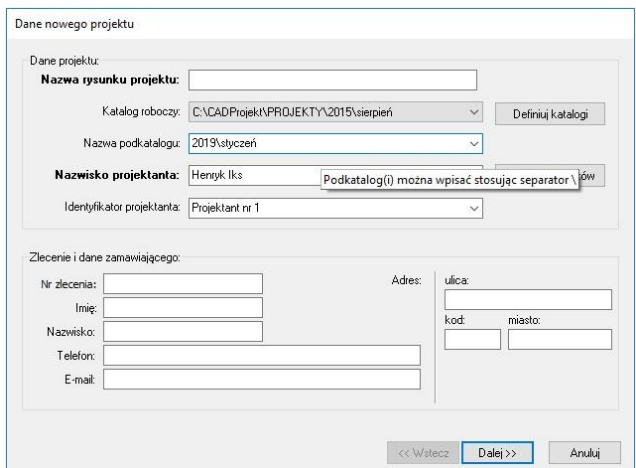 Dane nowego projektu
Dane projektu:
Nazwa rysunku projektu:
Katalog roboczy: C:\CADProjekt\PROJEKTY\2015\sierpień Definiuj katalogi
Nazwa podkatalogu: 2019\styczeń
Nazwisko projektanta: Henryk Iks
Podkatalog(i) można wpisać stosując separator \
Identyfikator projektanta: Projektant nr 1
Zlecenie i dane zamawiającego:
Nr zlecenia: Adres: ulica:
Imię:
kod: miasto:
Nazwisko:
Telefon:
E-mail:
<< Wstecz Dalej >> Anuluj